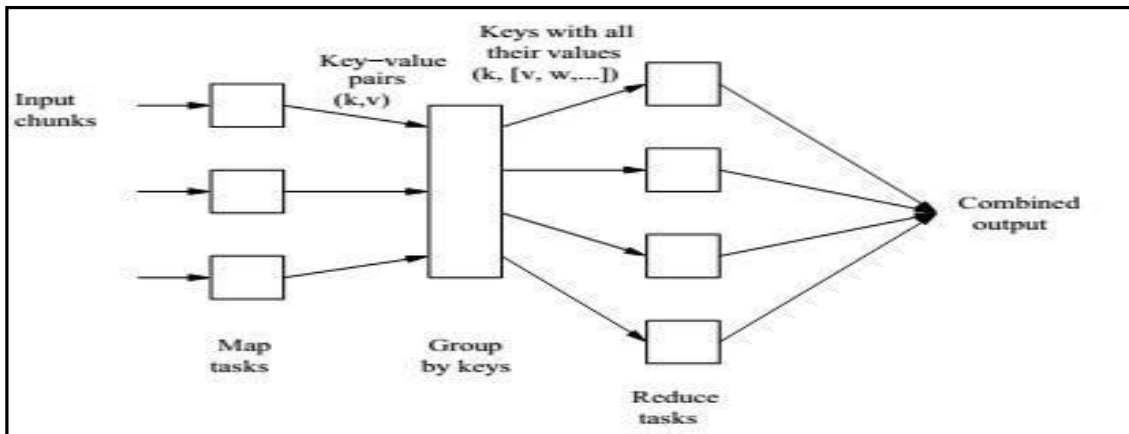 Input
chunks
Key−value
pairs
(k,v)
Keys with all
their values
(k, [v, w,...])
Combined
output
Map
tasks
Group
by keys
Reduce
tasks